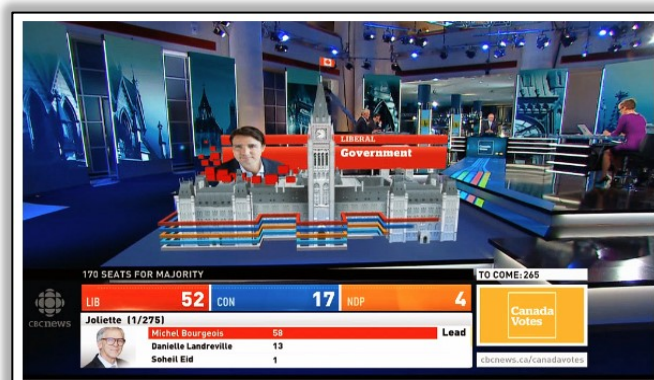 LIBERAL
Government
170 SEATS FOR MAJORITY
TO COME: 265
LIB 52 CON 17 NDP 4
Joliette (1/275)
Michel Bourgeois 58 Lead
Danielle Landreville 13
Soheil Eid 1
Canada
Votes
CBCNEWS
cbcnews.ca/canadavotes